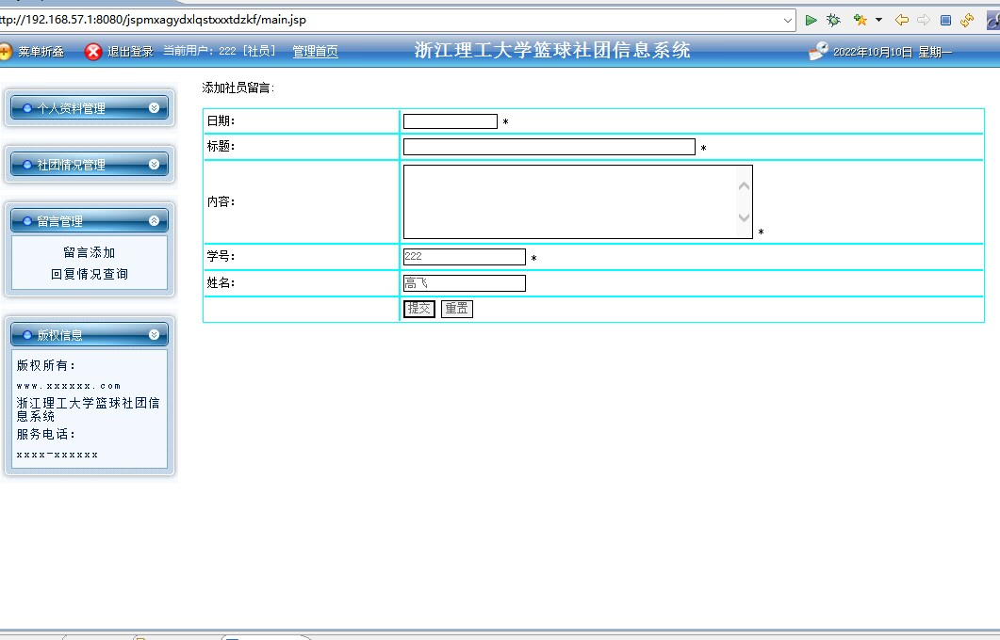 ttp://192.168.57.1:8080/jspmxagydxlqstxxxtdzkf/main.jsp
菜单折叠 退出登录 当前用户：222 [社员] 管理首页 浙江理工大学篮球社团信息系统 2022年10月10日 星期一
个人资料管理
社团情况管理
留言管理
留言添加
回复情况查询
版权信息
版权所有：
www.xxxxxx.com
浙江理工大学篮球社团信
息系统
服务电话：
xxxx-xxxxxx
添加社员留言:
日期： *
标题： *
内容： *
学号： 222 *
姓名： 高飞
提交 重置